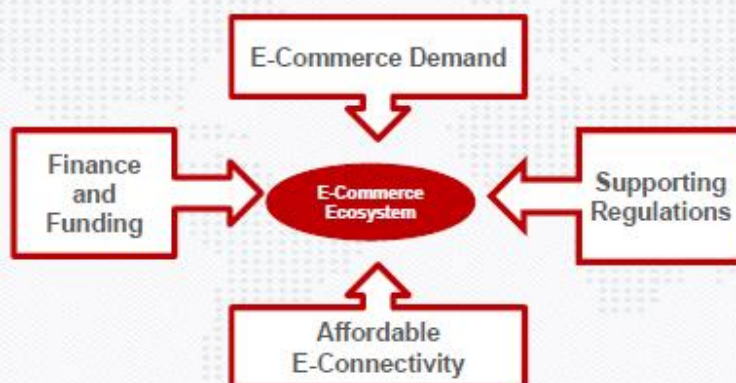 E-Commerce Demand
Finance
and
Funding
E-Commerce
Ecosystem
Supporting
Regulations
Affordable
E-Connectivity